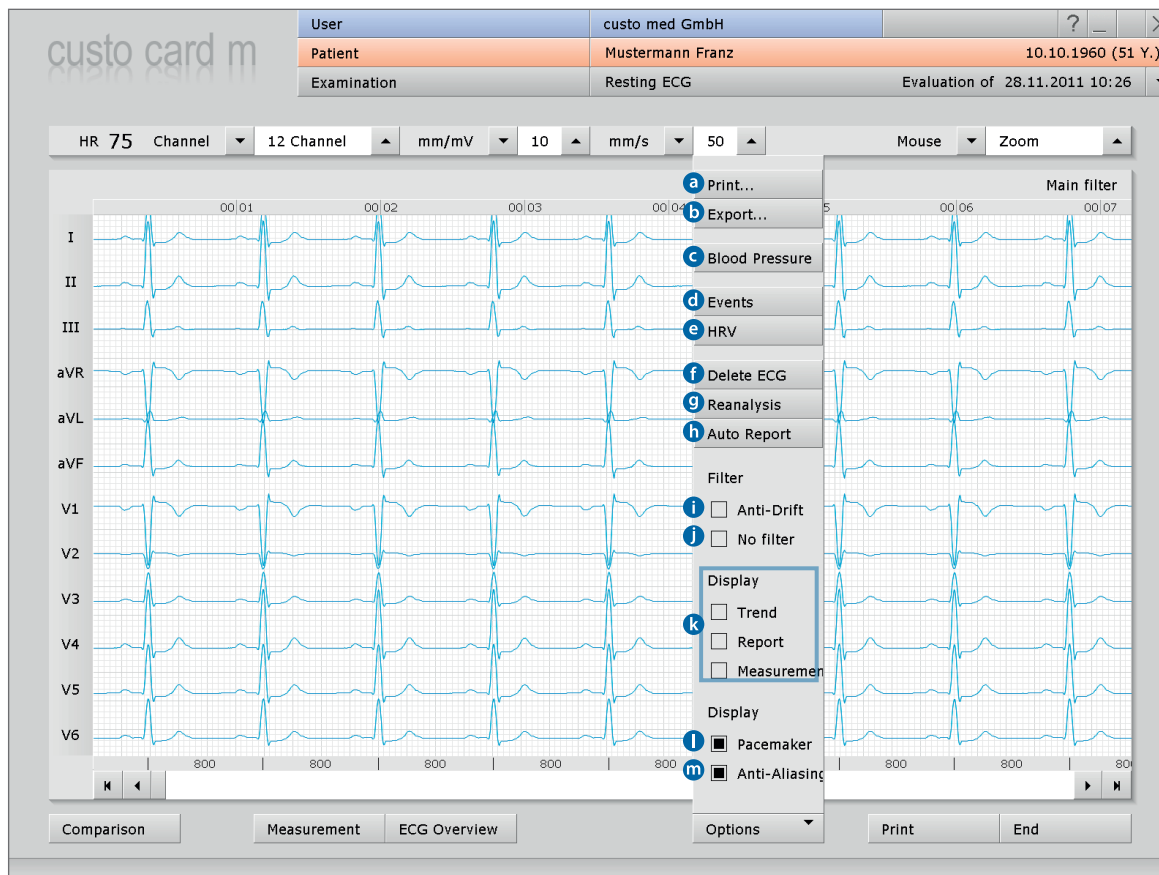 custo card m
User custo med GmbH ? _
Patient Mustermann Franz 10.10.1960 (51 Y.)
Examination Resting ECG Evaluation of 28.11.2011 10:26
HR 75 Channel 12 Channel mm/mV 10 mm/s 50 Mouse Zoom
a Print...
Main filter
00|01 00|02 00|03 00|04 5 00|06 00|07
b Export...
I
c Blood Pressure
II
d Events
III
e HRV
aVR
f Delete ECG
g Reanalysis
aVL
h Auto Report
aVF
Filter
V1
i Anti-Drift
j No filter
V2
Display
V3
Trend
k
V4
Report
Measuremen
V5
Display
V6
l Pacemaker
800 800 800 800 800 800 800 80
m Anti-Aliasing
Comparison Measurement ECG Overview Options Print End